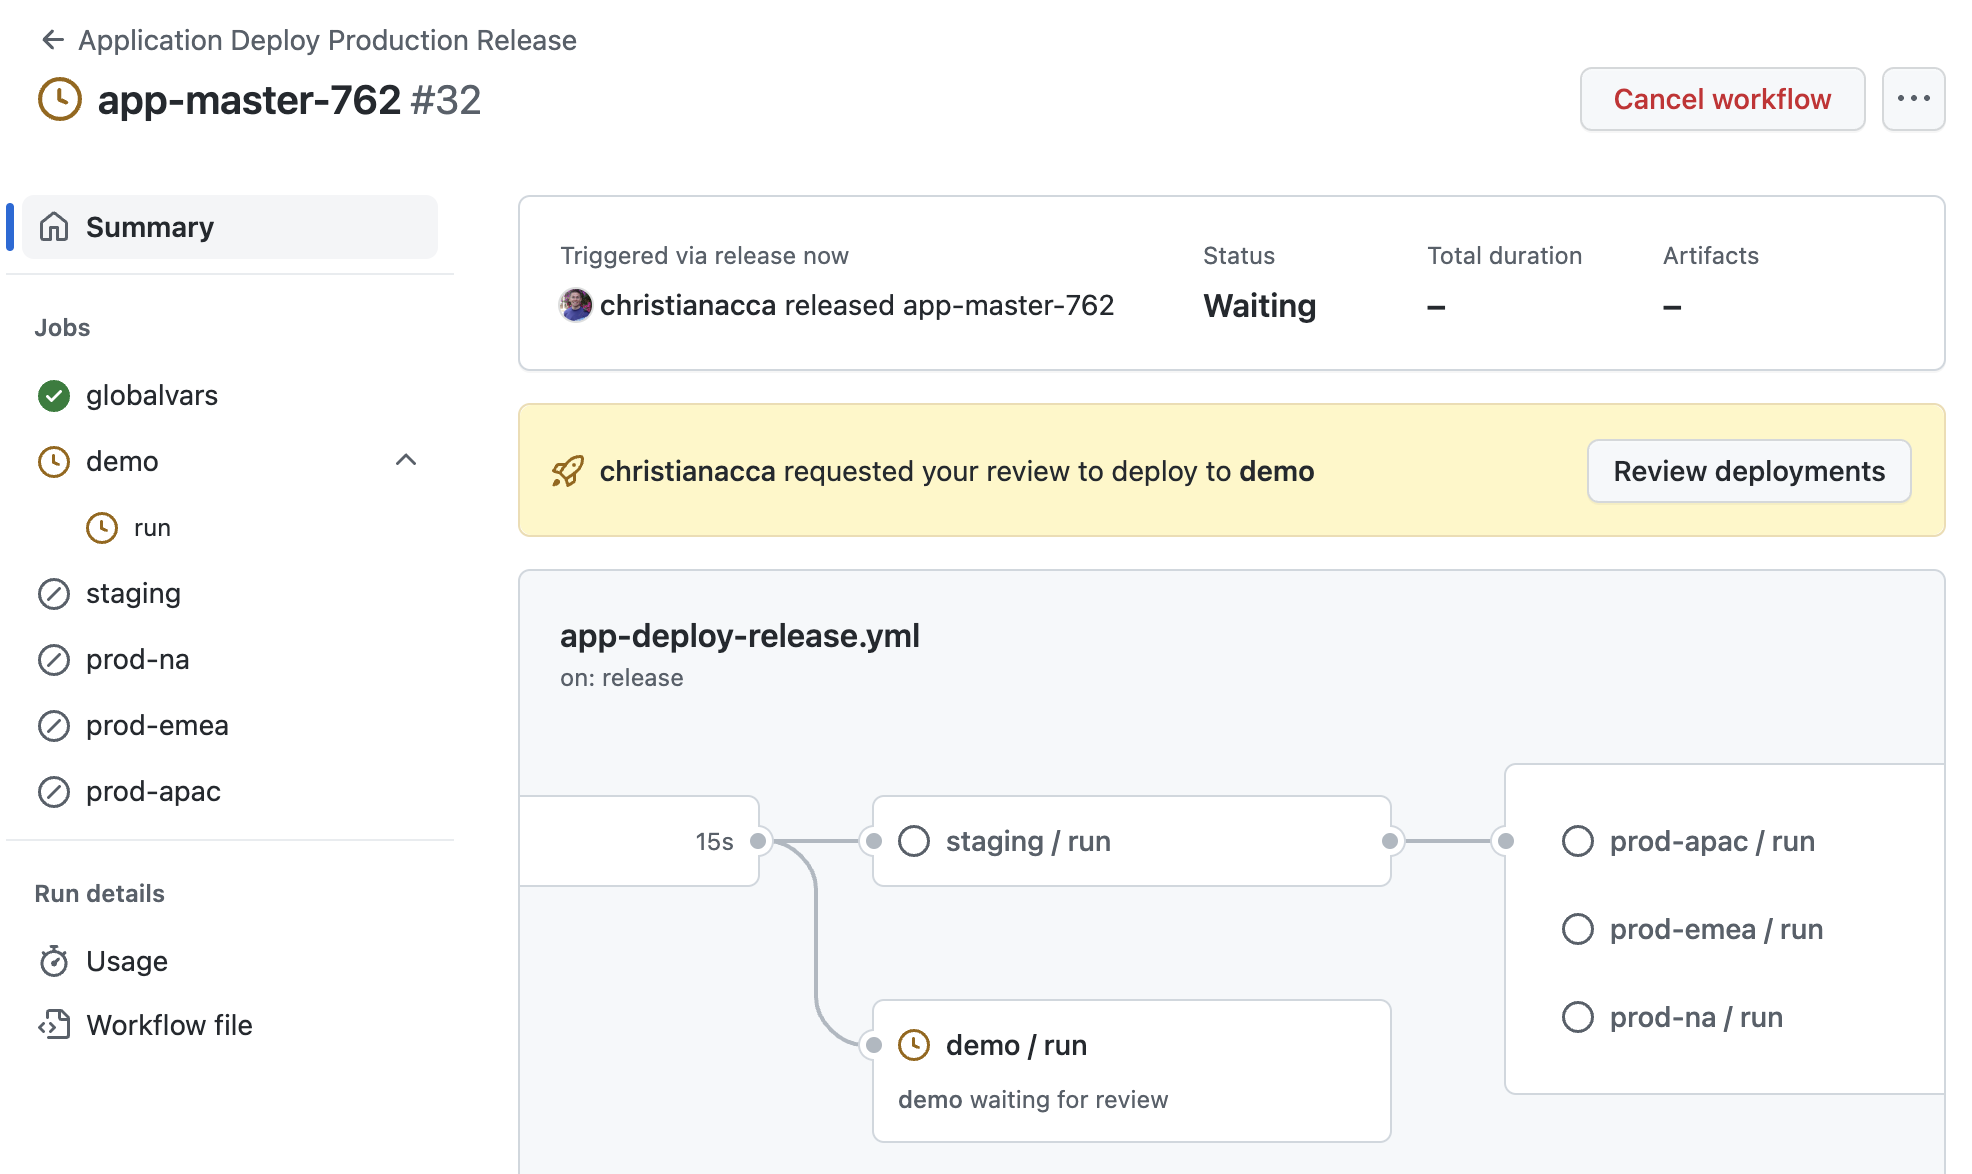 Application Deploy Production Release
app-master-762 #32
Cancel workflow
Summary
Jobs
globalvars
demo
run
staging
prod-na
prod-emea
prod-apac
Run details
Usage
Workflow file
Triggered via release now
christianacca released app-master-762
Status
Waiting
Total duration
–
Artifacts
–
christianacca requested your review to deploy to demo
Review deployments
app-deploy-release.yml
on: release
15s
staging / run
demo / run
demo waiting for review
prod-apac / run
prod-emea / run
prod-na / run